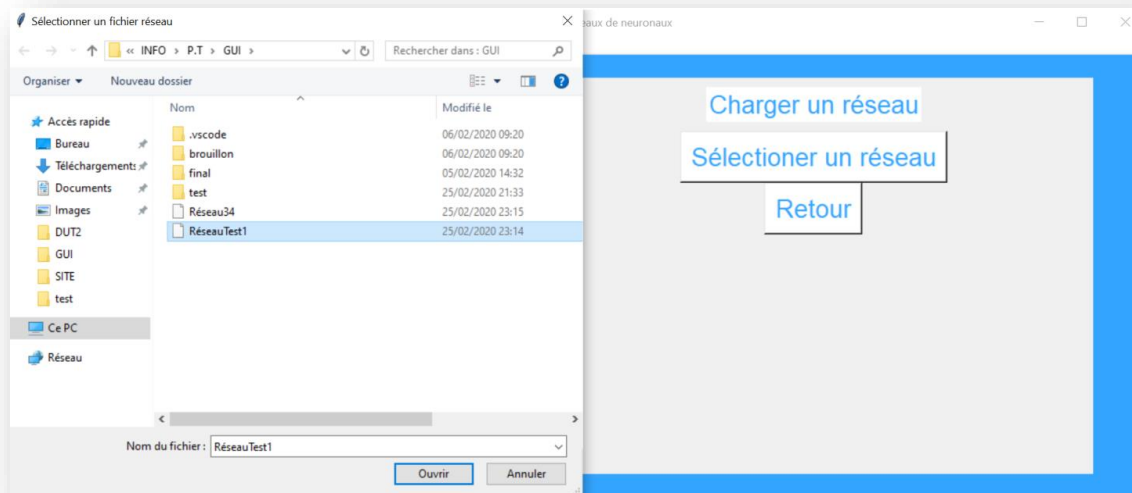 Sélectionner un fichier réseau
eaux de neuronaux
« INFO > P.T > GUI >
Rechercher dans : GUI
Organiser
Nouveau dossier
Nom
Modifié le
Accès rapide
Bureau
Téléchargements
Documents
Images
DUT2
GUI
SITE
test
Ce PC
Réseau
.vscode 06/02/2020 09:20
brouillon 06/02/2020 09:20
final 05/02/2020 14:32
test 25/02/2020 21:33
Réseau34 25/02/2020 23:15
RéseauTest1 25/02/2020 23:14
Nom du fichier : RéseauTest1
Ouvrir
Annuler
Charger un réseau
Sélectioner un réseau
Retour